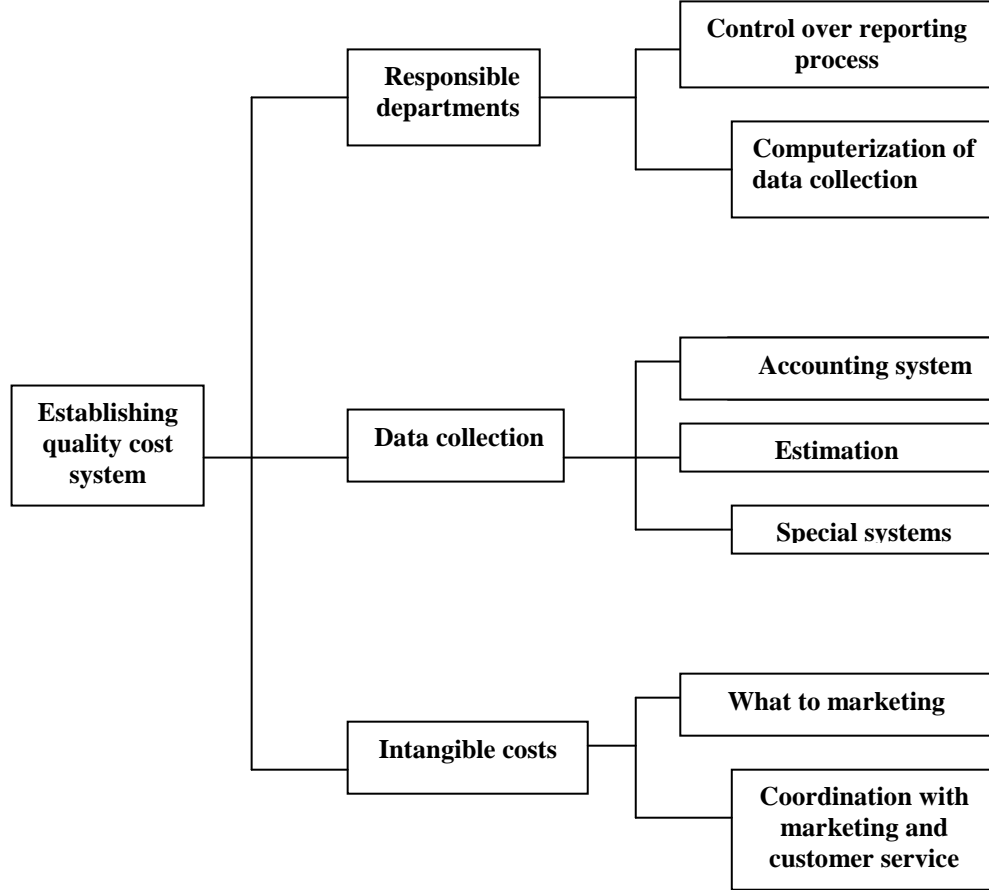 Control over reporting
process
Responsible
departments
Computerization of
data collection
Accounting system
Establishing
quality cost
system
Data collection
Estimation
Special systems
What to marketing
Intangible costs
Coordination with
marketing and
customer service